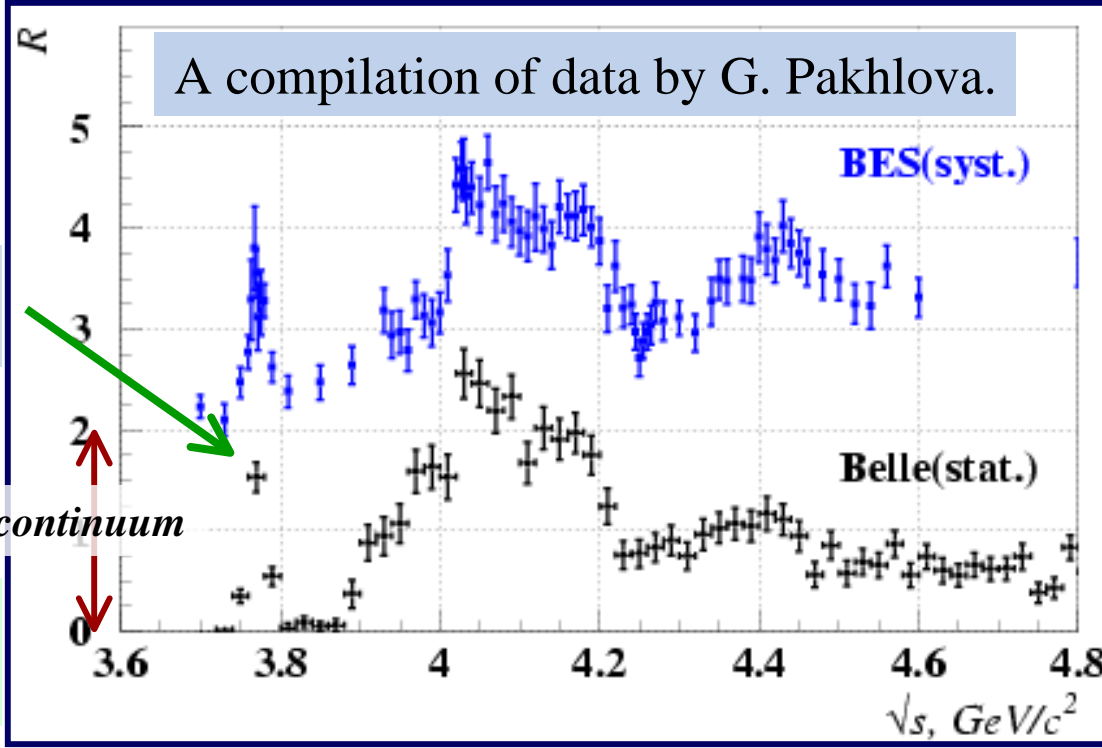 R
A compilation of data by G. Pakhlova.
5
BES(syst.)
4
3
2
Belle(stat.)
continuum
1
0
3.6 3.8 4 4.2 4.4 4.6 4.8
√s, GeV/c²